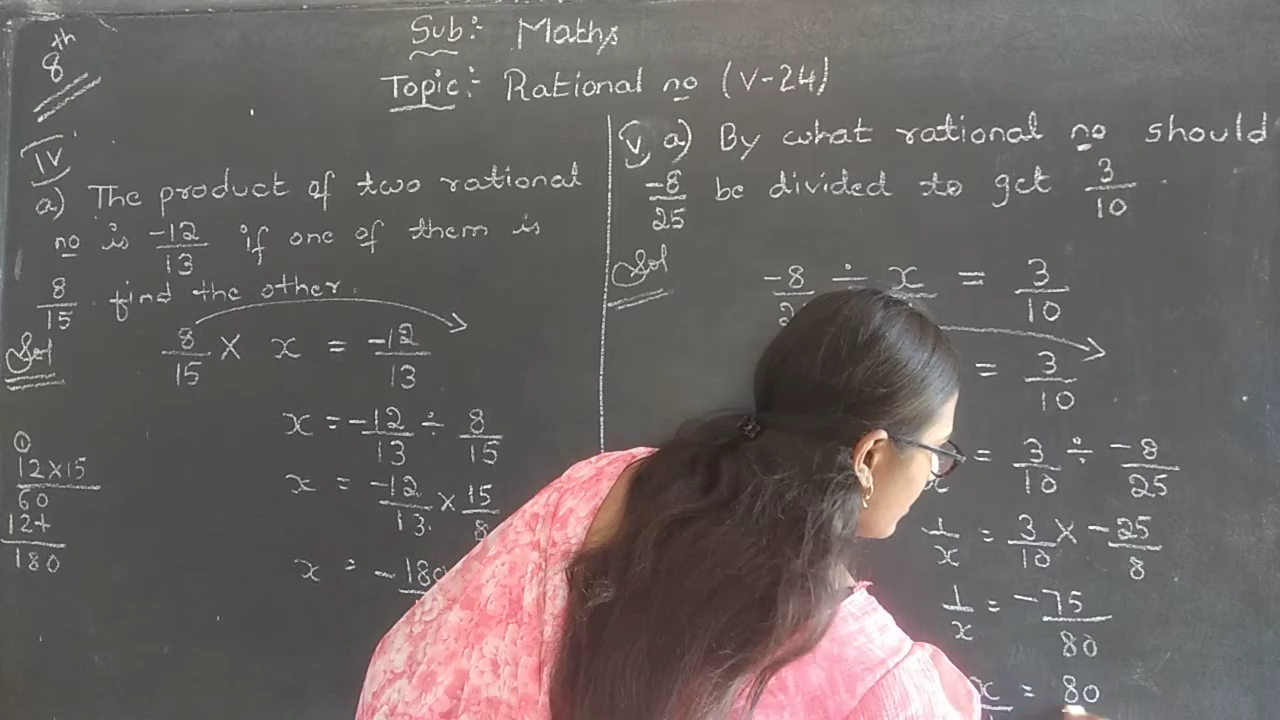 8th
Sub:- Maths
Topic:- Rational no (V-24)
IV
a) The product of two rational
no is -12/13 if one of them is
8/15 find the other.
Sol
8/15 × x = -12/13
x = -12/13 ÷ 8/15
x = -12/13 × 15/8
x = -180
①
12×15
60
12+
180
V a) By what rational no should
-8/25 be divided to get 3/10.
Sol
-8/2 ÷ x = 3/10
= 3/10
= 3/10 ÷ -8/25
1/x = 3/10 × -25/8
1/x = -75/80
x = 80